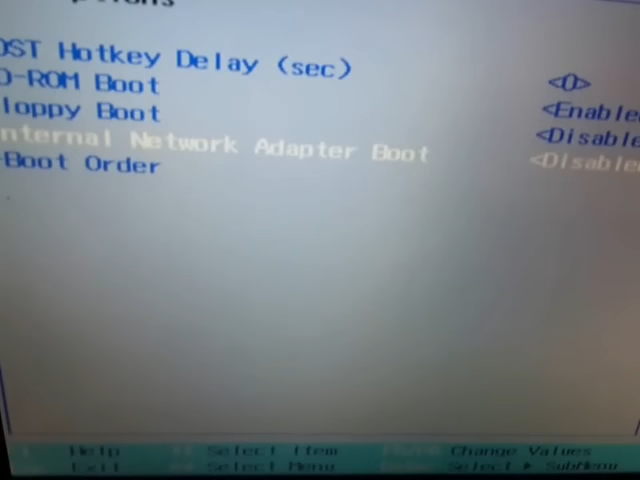 OST Hotkey Delay (sec) <0>
D-ROM Boot <Enable
loppy Boot <Disable
nternal Network Adapter Boot <Disable
Boot Order
Help Select Item Change Values
Exit Select Menu Select ▶ SubMenu